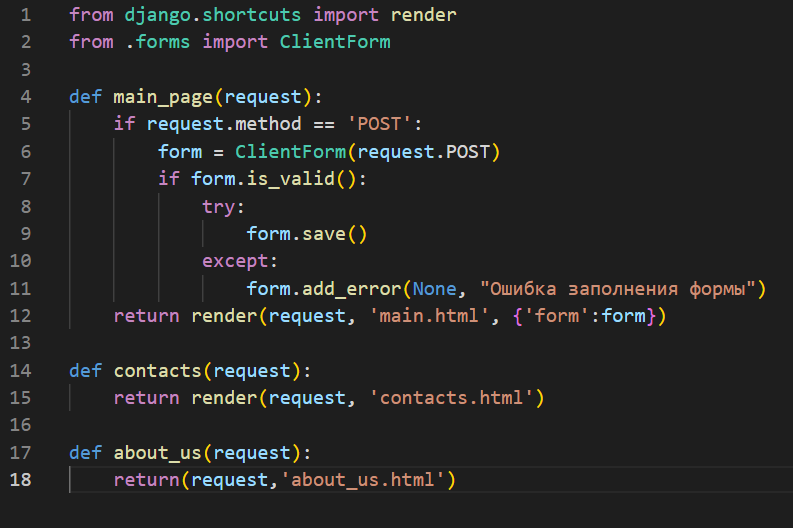 1 from django.shortcuts import render
2 from .forms import ClientForm
3
4 def main_page(request):
5     if request.method == 'POST':
6         form = ClientForm(request.POST)
7         if form.is_valid():
8             try:
9                 form.save()
10             except:
11                 form.add_error(None, "Ошибка заполнения формы")
12     return render(request, 'main.html', {'form':form})
13
14 def contacts(request):
15     return render(request, 'contacts.html')
16
17 def about_us(request):
18     return(request,'about_us.html')